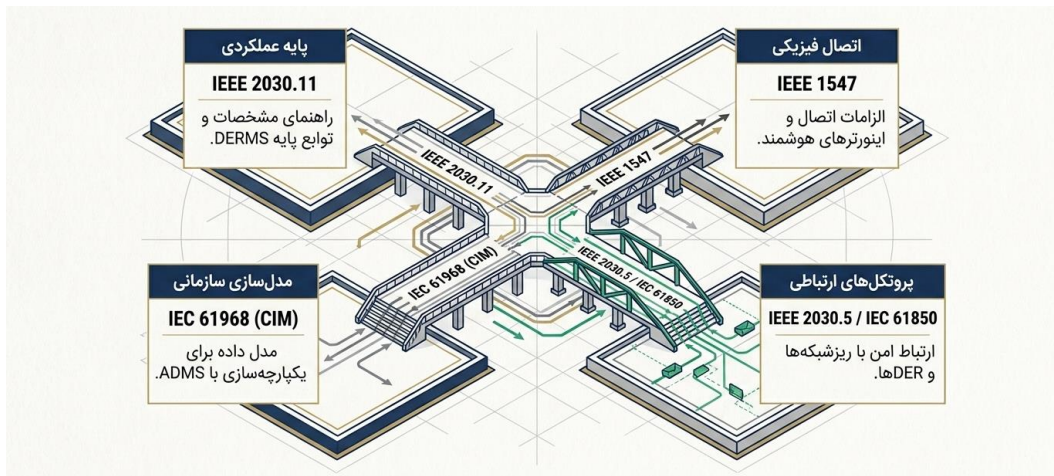 پایه عملکردی
IEEE 2030.11
راهنمای مشخصات و
توابع پایه DERMS.
اتصال فیزیکی
IEEE 1547
الزامات اتصال و
اینورترهای هوشمند.
IEEE 2030.11
IEEE 1547
IEC 61968 (CIM)
IEEE 2030.5 / IEC 61850
مدل‌سازی سازمانی
IEC 61968 (CIM)
مدل داده برای
یکپارچه‌سازی با ADMS.
پروتکل‌های ارتباطی
IEEE 2030.5 / IEC 61850
ارتباط امن با ریزشبکه‌ها
و DERها.